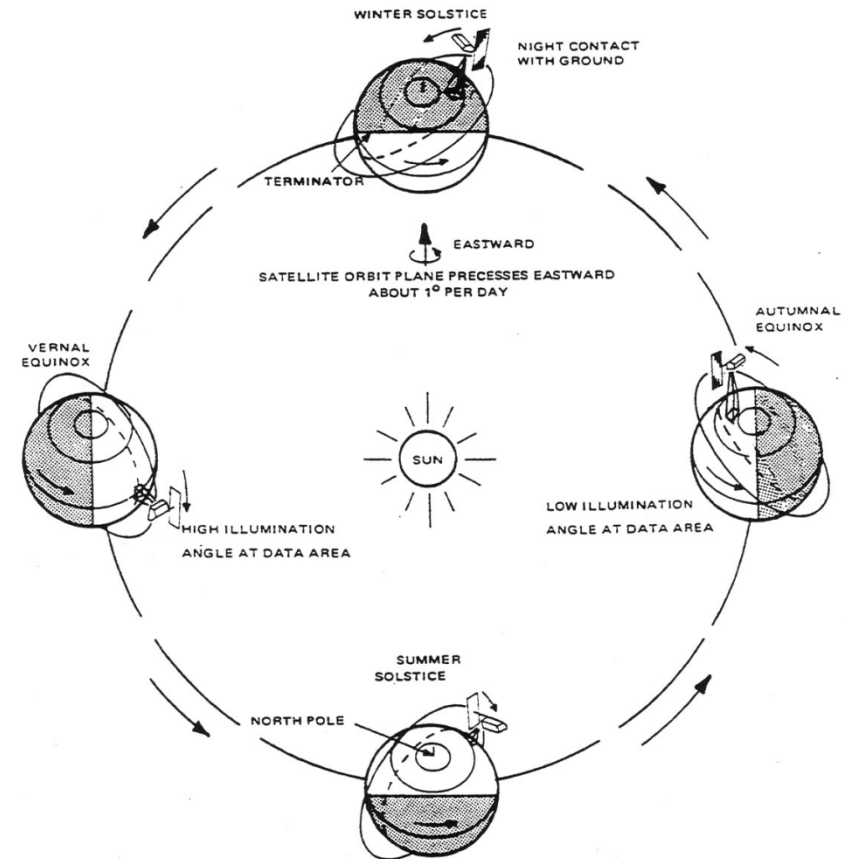 WINTER SOLSTICE
NIGHT CONTACT
WITH GROUND
TERMINATOR
EASTWARD
SATELLITE ORBIT PLANE PRECESSES EASTWARD
ABOUT 1⁰ PER DAY
AUTUMNAL
EQUINOX
VERNAL
EQUINOX
SUN
LOW ILLUMINATION
ANGLE AT DATA AREA
HIGH ILLUMINATION
ANGLE AT DATA AREA
SUMMER
SOLSTICE
NORTH POLE